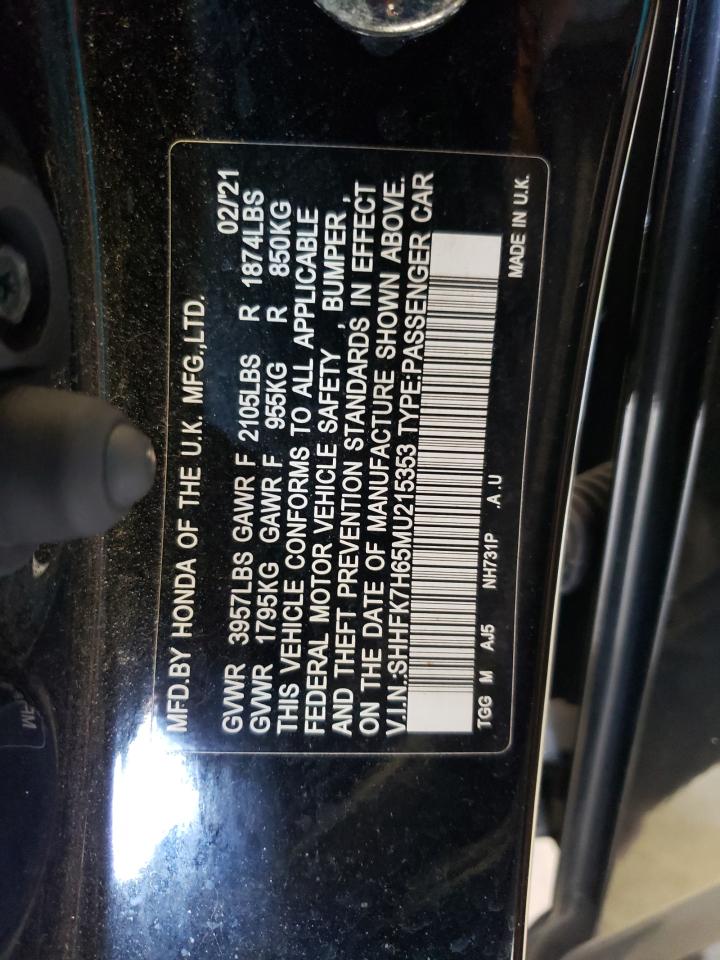 MFD.BY HONDA OF THE U.K. MFG.,LTD.
02/'21
GVWR 3957LBS GAWR F 2105LBS R 1874LBS
GVWR 1795KG GAWR F 955KG R 850KG
THIS VEHICLE CONFORMS TO ALL APPLICABLE
FEDERAL MOTOR VEHICLE SAFETY , BUMPER ,
AND THEFT PREVENTION STANDARDS IN EFFECT
ON THE DATE OF MANUFACTURE SHOWN ABOVE.
V.I.N.:SHHFK7H65MU215353 TYPE:PASSENGER CAR
TGG M AJ5 NH731P .A .U
MADE IN U.K.